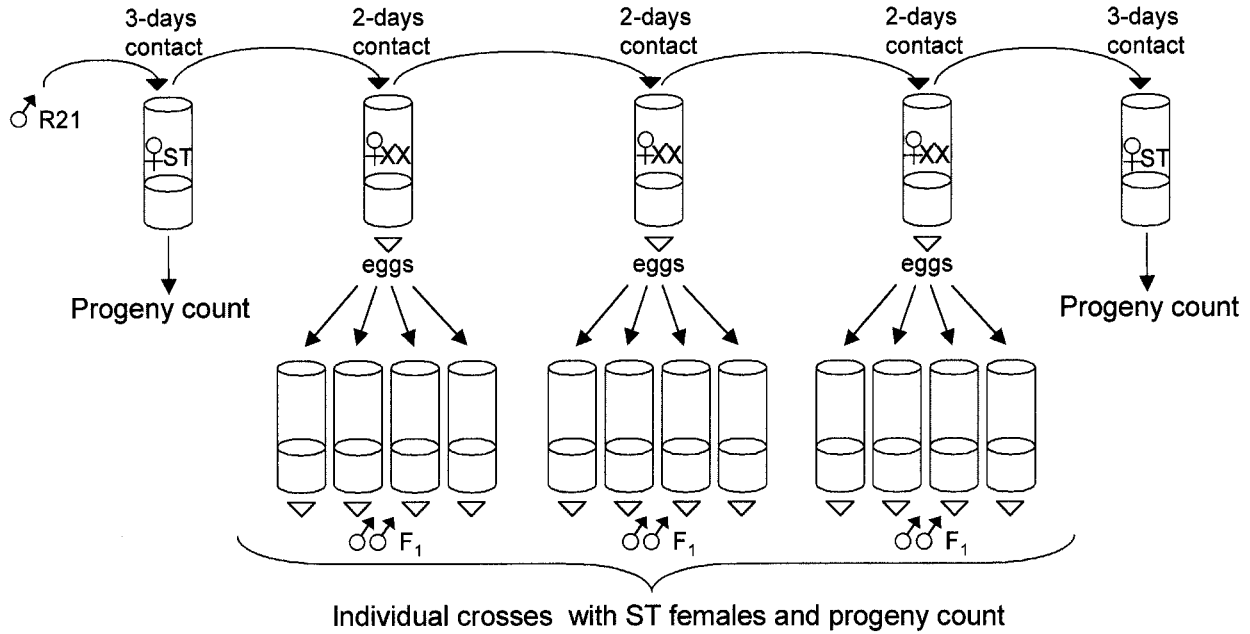 3-days contact
2-days contact
2-days contact
2-days contact
3-days contact
♂ R21
♀ST
♀XX
♀XX
♀XX
♀ST
eggs
eggs
eggs
Progeny count
Progeny count
♂♂ F₁
♂♂ F₁
♂♂ F₁
Individual crosses with ST females and progeny count